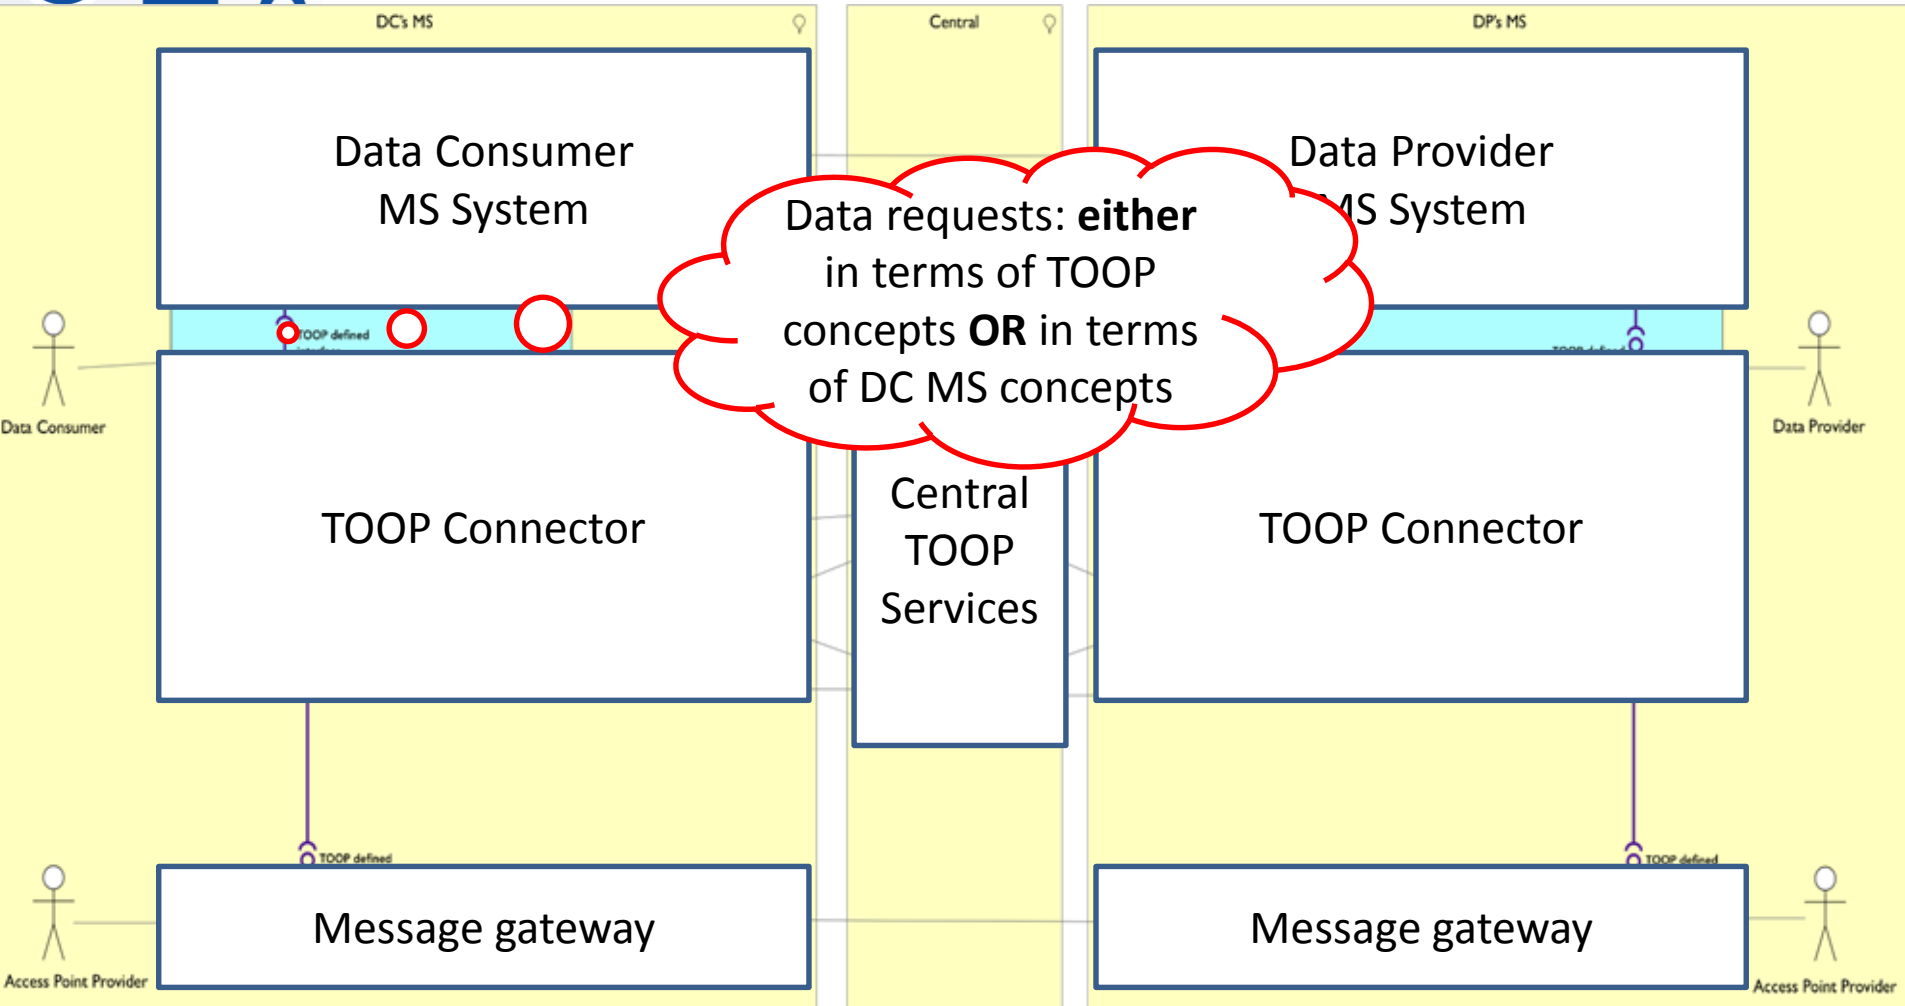 DC's MS
Central
DP's MS
Data Consumer
MS System
Data Provider
MS System
Data requests: either
in terms of TOOP
concepts OR in terms
of DC MS concepts
TOOP defined
TOOP defined
Data Consumer
Data Provider
TOOP Connector
Central
TOOP
Services
TOOP Connector
TOOP defined
TOOP defined
Message gateway
Message gateway
Access Point Provider
Access Point Provider